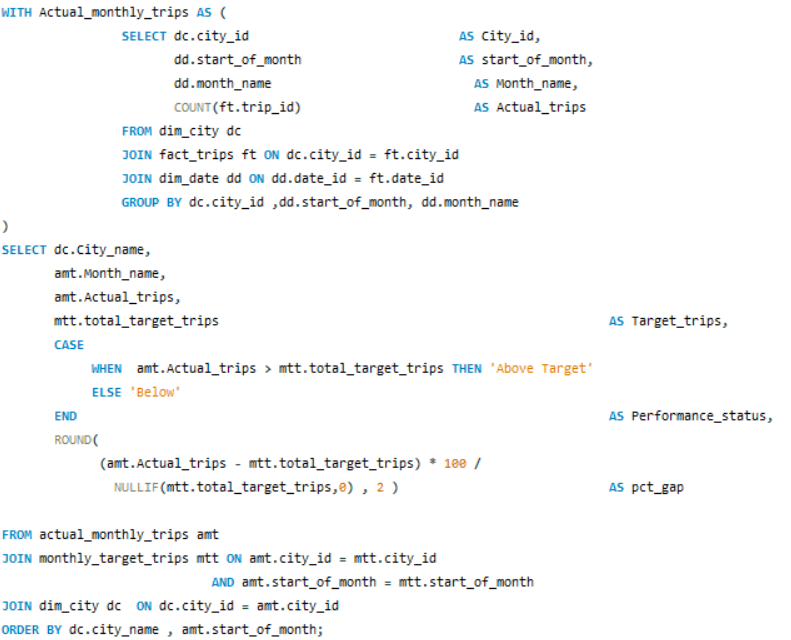 WITH Actual_monthly_trips AS (
SELECT dc.city_id AS City_id,
dd.start_of_month AS start_of_month,
dd.month_name AS Month_name,
COUNT(ft.trip_id) AS Actual_trips
FROM dim_city dc
JOIN fact_trips ft ON dc.city_id = ft.city_id
JOIN dim_date dd ON dd.date_id = ft.date_id
GROUP BY dc.city_id ,dd.start_of_month, dd.month_name
)
SELECT dc.City_name,
amt.Month_name,
amt.Actual_trips,
mtt.total_target_trips AS Target_trips,
CASE
WHEN amt.Actual_trips > mtt.total_target_trips THEN 'Above Target'
ELSE 'Below'
END AS Performance_status,
ROUND(
(amt.Actual_trips - mtt.total_target_trips) * 100 /
NULLIF(mtt.total_target_trips,0) , 2 ) AS pct_gap
FROM actual_monthly_trips amt
JOIN monthly_target_trips mtt ON amt.city_id = mtt.city_id
AND amt.start_of_month = mtt.start_of_month
JOIN dim_city dc ON dc.city_id = amt.city_id
ORDER BY dc.city_name , amt.start_of_month;